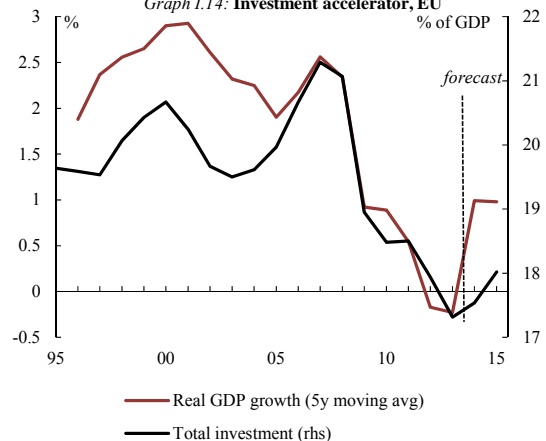 Graph I.14: Investment accelerator, EU
% % of GDP
3 22
2.5 21
2 20
1.5
1 19
0.5 18
0
-0.5 17
forecast
95 00 05 10 15
Real GDP growth (5y moving avg)
Total investment (rhs)